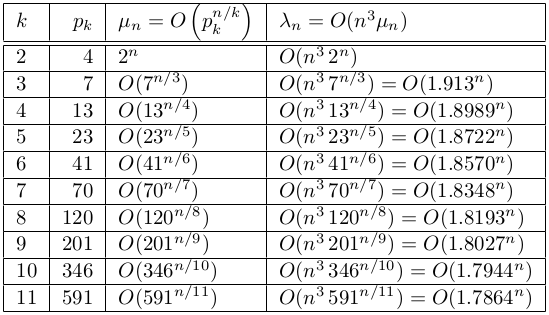 k p_k μ_n = O(p_k^{n/k}) λ_n = O(n^3 μ_n)
2 4 2^n O(n^3 2^n)
3 7 O(7^{n/3}) O(n^3 7^{n/3}) = O(1.913^n)
4 13 O(13^{n/4}) O(n^3 13^{n/4}) = O(1.8989^n)
5 23 O(23^{n/5}) O(n^3 23^{n/5}) = O(1.8722^n)
6 41 O(41^{n/6}) O(n^3 41^{n/6}) = O(1.8570^n)
7 70 O(70^{n/7}) O(n^3 70^{n/7}) = O(1.8348^n)
8 120 O(120^{n/8}) O(n^3 120^{n/8}) = O(1.8193^n)
9 201 O(201^{n/9}) O(n^3 201^{n/9}) = O(1.8027^n)
10 346 O(346^{n/10}) O(n^3 346^{n/10}) = O(1.7944^n)
11 591 O(591^{n/11}) O(n^3 591^{n/11}) = O(1.7864^n)